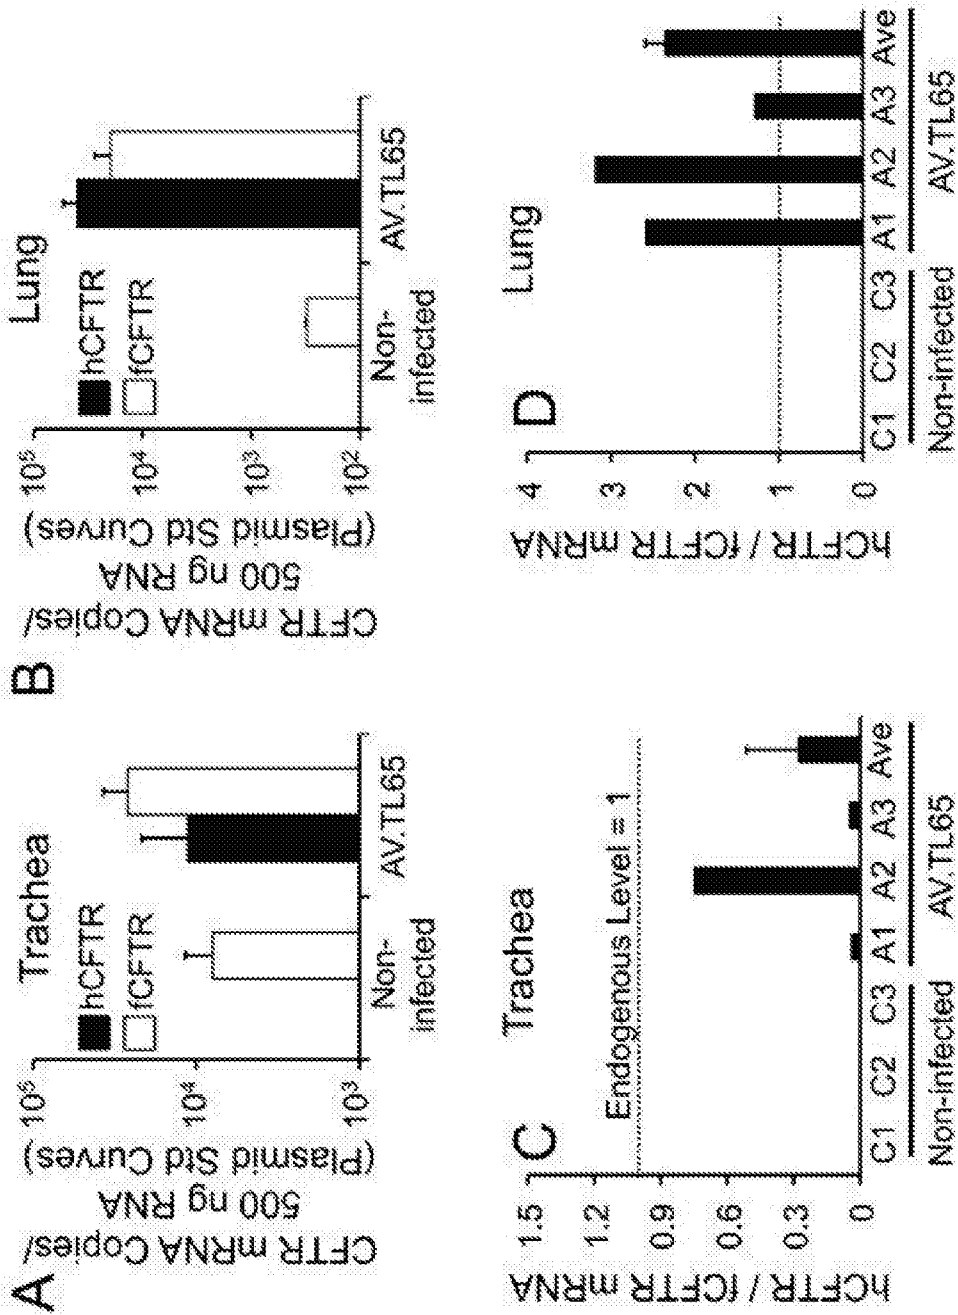 A
CFTR mRNA Copies/
500 ng RNA
(Plasmid Std Curves)
Trachea
hCFTR
fCFTR
10⁵
10⁴
10³
Non-
infected
AV.TL65
B
CFTR mRNA Copies/
500 ng RNA
(Plasmid Std Curves)
Lung
hCFTR
fCFTR
10⁵
10⁴
10³
10²
Non-
infected
AV.TL65
C
hCFTR / fCFTR mRNA
Trachea
Endogenous Level = 1
1.5
1.2
0.9
0.6
0.3
0
C1 C2 C3 A1 A2 A3 Ave
Non-infected AV.TL65
D
hCFTR / fCFTR mRNA
Lung
4
3
2
1
0
C1 C2 C3 A1 A2 A3 Ave
Non-infected AV.TL65